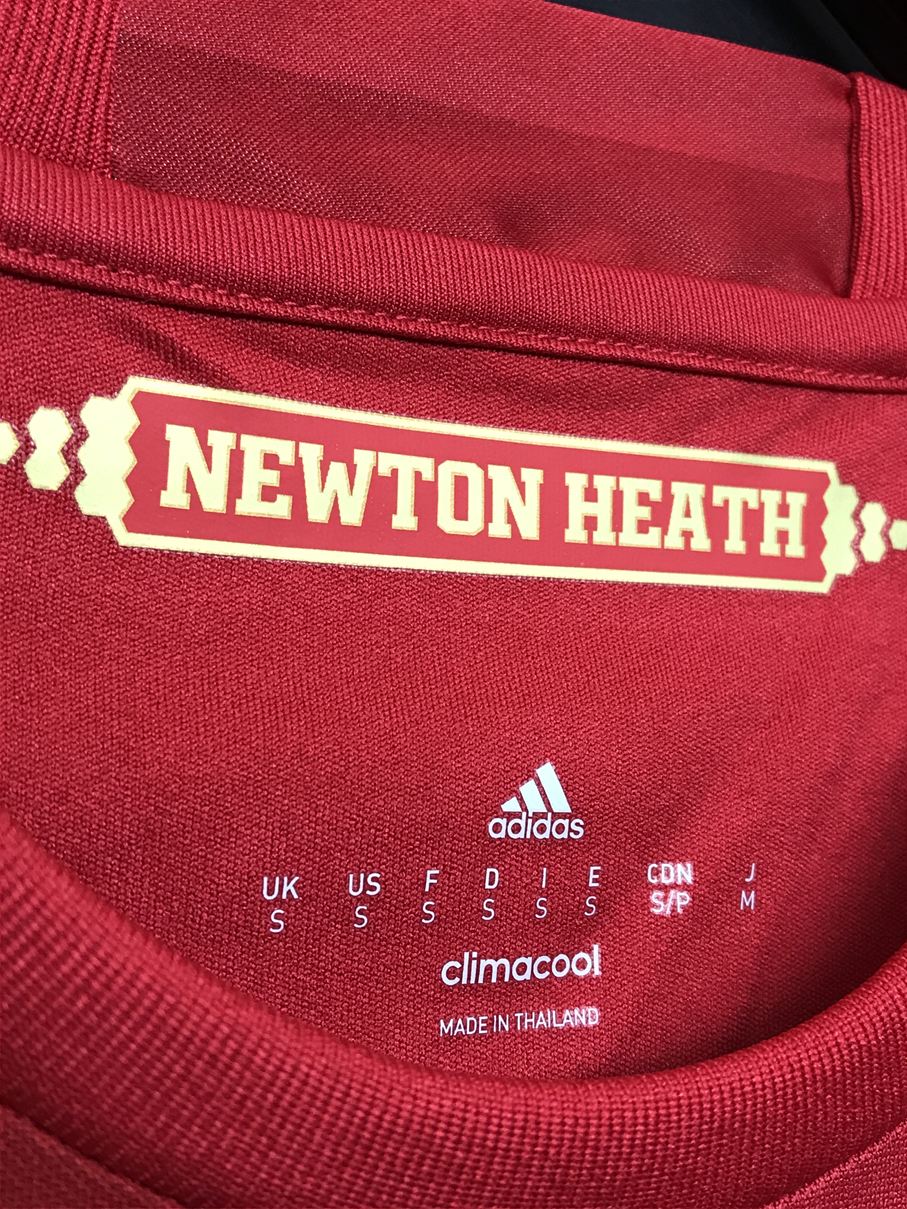 NEWTON HEATH
adidas
UK US F D I E CDN J
S S S S S S S/P M
climacool
MADE IN THAILAND